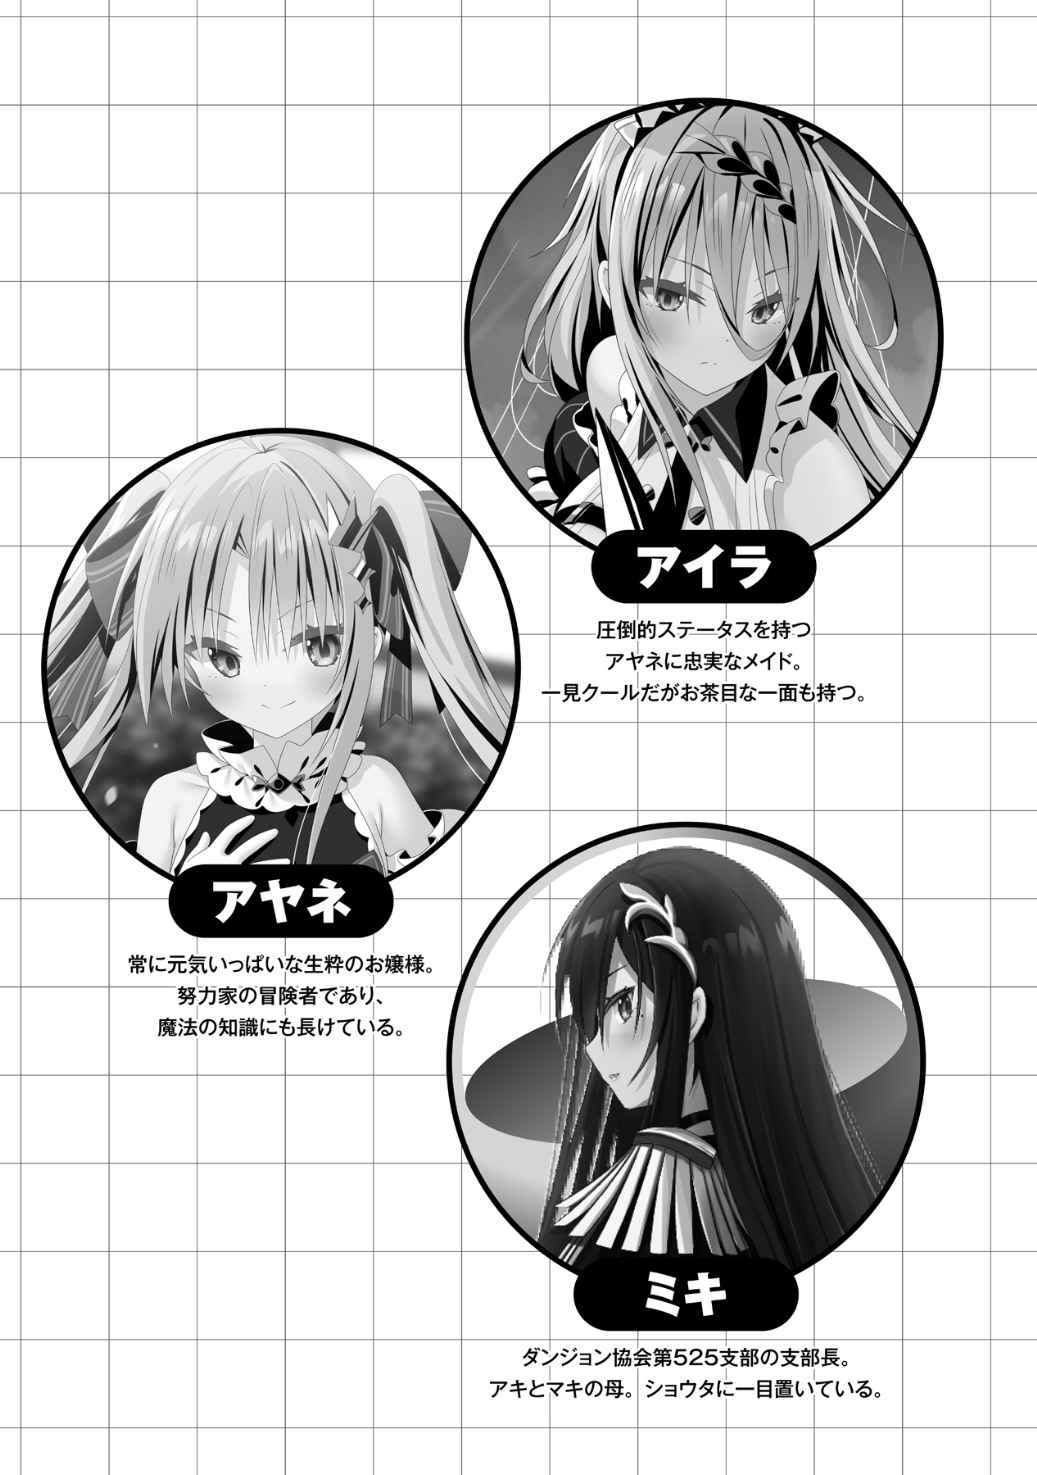 アイラ
圧倒的ステータスを持つ
アヤネに忠実なメイド。
一見クールだがお茶目な一面も持つ。
アヤネ
常に元気いっぱいな生粋のお嬢様。
努力家の冒険者であり、
魔法の知識にも長けている。
ミキ
ダンジョン協会第525支部の支部長。
アキとマキの母。ショウタに一目置いている。